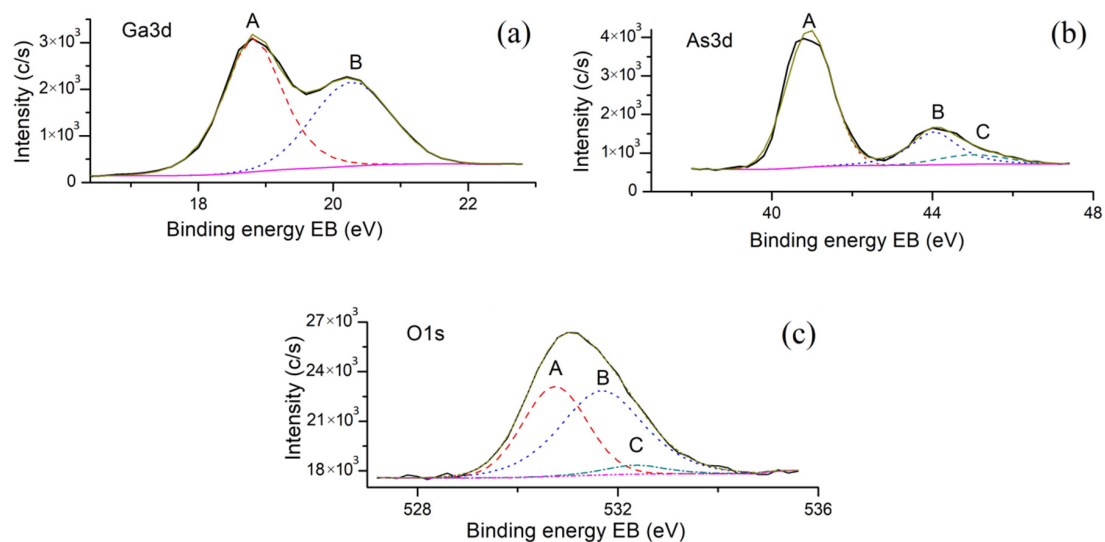 Ga3d
A
B
(a)
3×10³
2×10³
1×10³
0
Intensity (c/s)
18
20
22
Binding energy EB (eV)
As3d
A
B
C
(b)
4×10³
3×10³
2×10³
1×10³
0
Intensity (c/s)
40
44
48
Binding energy EB (eV)
O1s
A
B
C
(c)
27×10³
24×10³
21×10³
18×10³
Intensity (c/s)
528
532
536
Binding energy EB (eV)